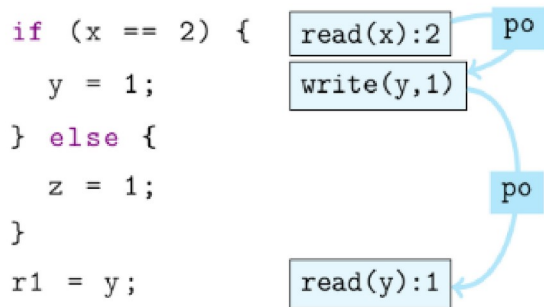 if (x == 2) { read(x):2 po
y = 1; write(y,1)
} else {
z = 1; po
}
r1 = y; read(y):1